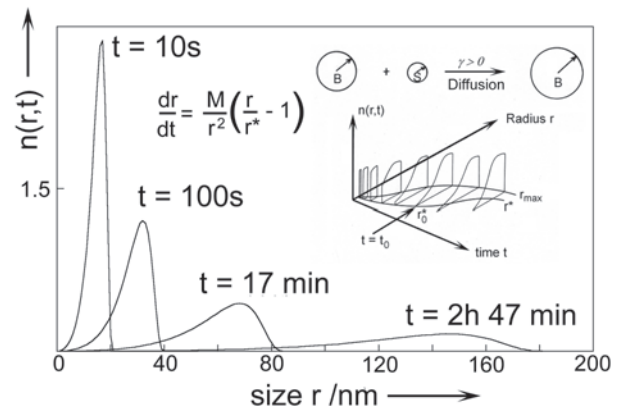 t = 10s
γ > 0
B + S Diffusion B
dr/dt = M/r² (r/r* - 1)
n(r,t)
Radius r
n(r,t)
1.5
t = 100s
r_max
r₀*
r*
t = t₀
time t
t = 17 min
t = 2h 47 min
0 40 80 120 160 200
size r /nm